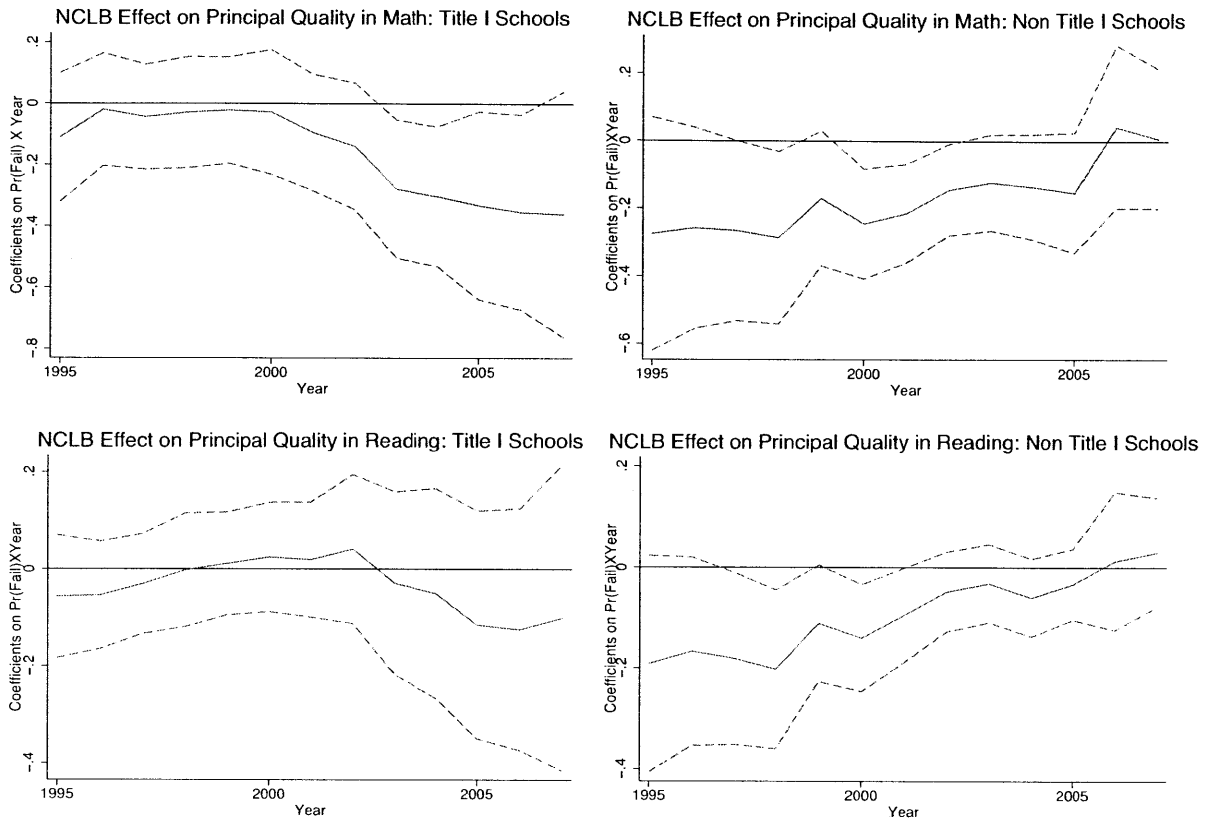 NCLB Effect on Principal Quality in Math: Title I Schools
Coefficients on Pr(Fail) X Year
.2
0
-.2
-.4
-.6
-.8
1995
2000
2005
Year
NCLB Effect on Principal Quality in Math: Non Title I Schools
Coefficients on Pr(Fail)XYear
.2
0
-.2
-.4
-.6
1995
2000
2005
Year
NCLB Effect on Principal Quality in Reading: Title I Schools
Coefficients on Pr(Fail)XYear
.2
0
-.2
-.4
1995
2000
2005
Year
NCLB Effect on Principal Quality in Reading: Non Title I Schools
Coefficients on Pr(Fail)XYear
.2
0
-.2
-.4
1995
2000
2005
Year